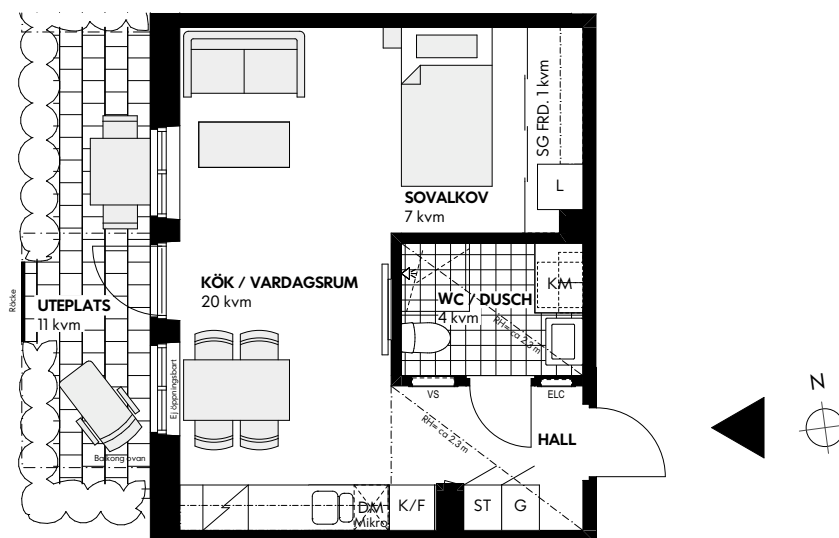 SG FRD. 1 kvm
L
SOVALKOV
7 kvm
KÖK / VARDAGSRUM
20 kvm
WC / DUSCH
4 kvm
KM
RH= ca 2.3 m
Räcke
UTEPLATS
11 kvm
Ej öppningsbart
VS
ELC
HALL
RH= ca 2.3 m
Balkong ovan
DM
Mikro
K/F
ST
G
N